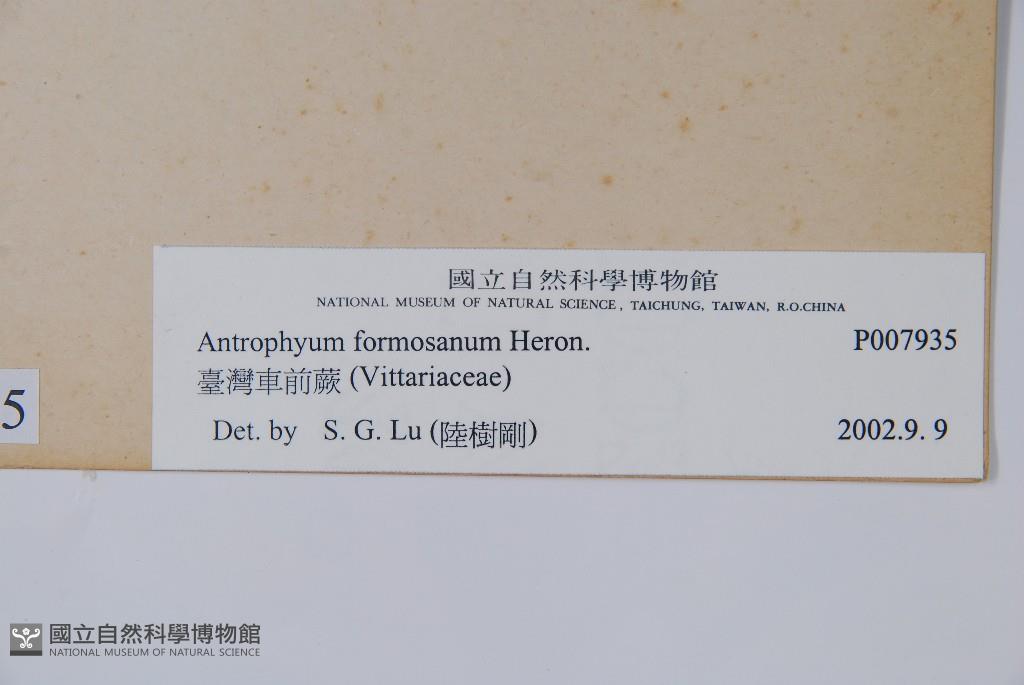 國立自然科學博物館
NATIONAL MUSEUM OF NATURAL SCIENCE, TAICHUNG, TAIWAN, R.O.CHINA
Antrophyum formosanum Heron. P007935
臺灣車前蕨 (Vittariaceae)
5
Det. by S. G. Lu (陸樹剛) 2002.9. 9
國立自然科學博物館
NATIONAL MUSEUM OF NATURAL SCIENCE